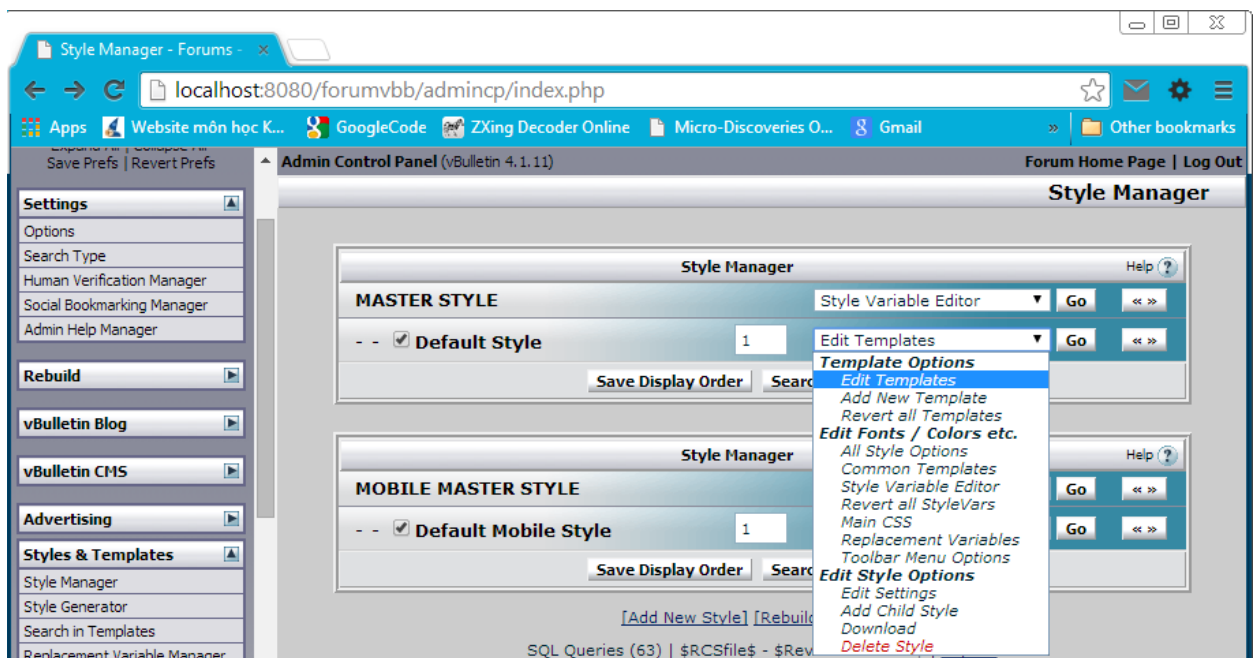 Style Manager - Forums -
localhost:8080/forumvbb/admincp/index.php
Apps Website môn học K... GoogleCode ZXing Decoder Online Micro-Discoveries O... Gmail » Other bookmarks
Save Prefs | Revert Prefs
Admin Control Panel (vBulletin 4.1.11) Forum Home Page | Log Out
Style Manager
Settings
Options
Search Type
Human Verification Manager
Social Bookmarking Manager
Admin Help Manager
Rebuild
vBulletin Blog
vBulletin CMS
Advertising
Styles & Templates
Style Manager
Style Generator
Search in Templates
Replacement Variable Manager
Style Manager Help ?
MASTER STYLE Style Variable Editor Go « »
- - Default Style 1 Edit Templates Go « »
Save Display Order Searc
Template Options
Edit Templates
Add New Template
Revert all Templates
Edit Fonts / Colors etc.
All Style Options
Common Templates
Style Variable Editor
Revert all StyleVars
Main CSS
Replacement Variables
Toolbar Menu Options
Edit Style Options
Edit Settings
Add Child Style
Download
Delete Style
Style Manager Help ?
MOBILE MASTER STYLE Go « »
- - Default Mobile Style 1 Go « »
Save Display Order Searc
[Add New Style] [Rebuild
SQL Queries (63) | $RCSfile$ - $Rev